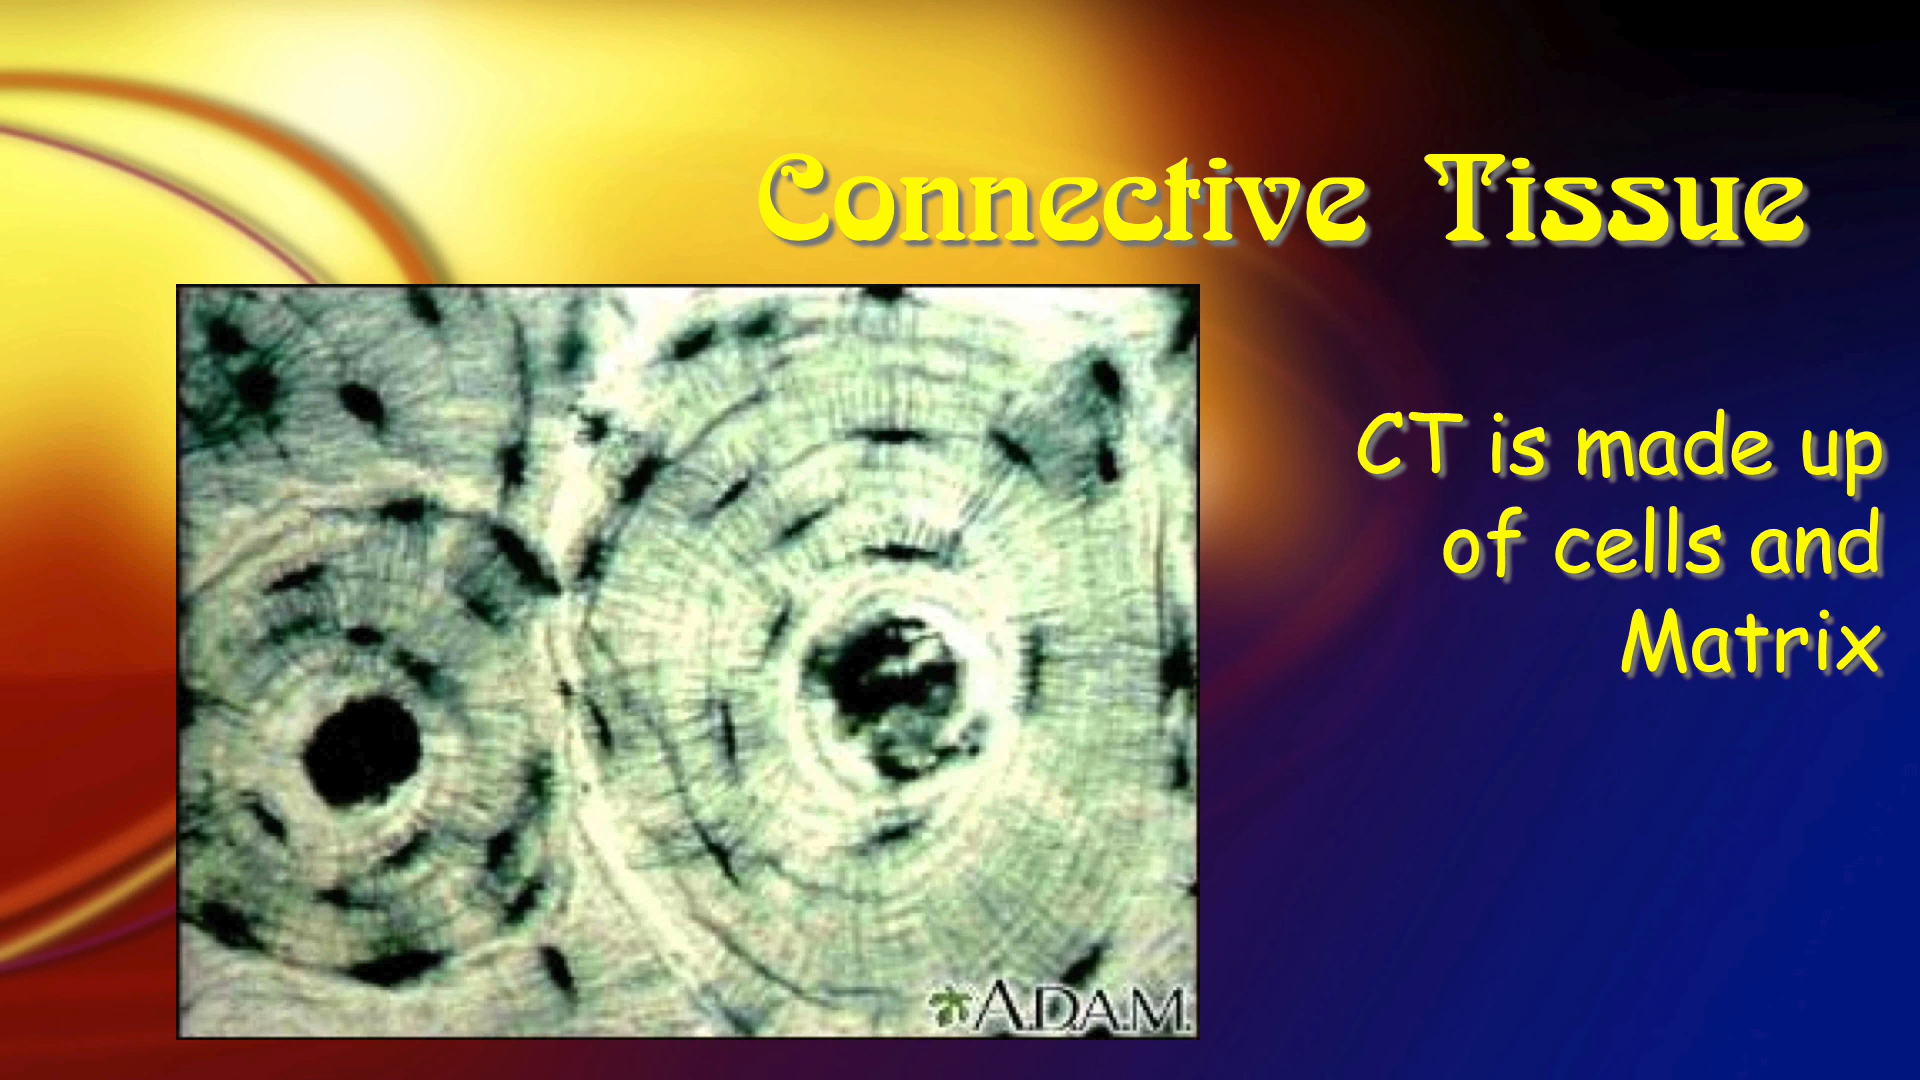 Connective Tissue
CT is made up
of cells and
Matrix
A.D.A.M.